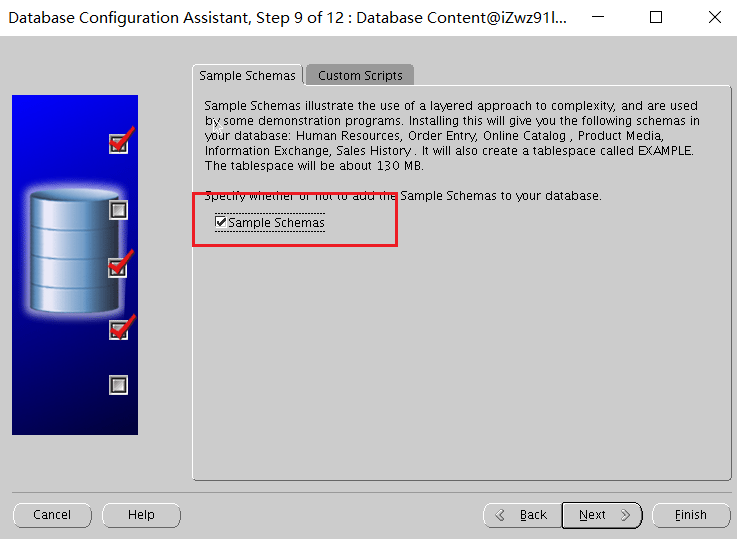 Database Configuration Assistant, Step 9 of 12 : Database Content@iZwz91l...
Sample Schemas
Custom Scripts
Sample Schemas illustrate the use of a layered approach to complexity, and are used
by some demonstration programs. Installing this will give you the following schemas in
your database: Human Resources, Order Entry, Online Catalog , Product Media,
Information Exchange, Sales History . It will also create a tablespace called EXAMPLE.
The tablespace will be about 130 MB.
Specify whether or not to add the Sample Schemas to your database.
Sample Schemas
Cancel
Help
Back
Next
Finish